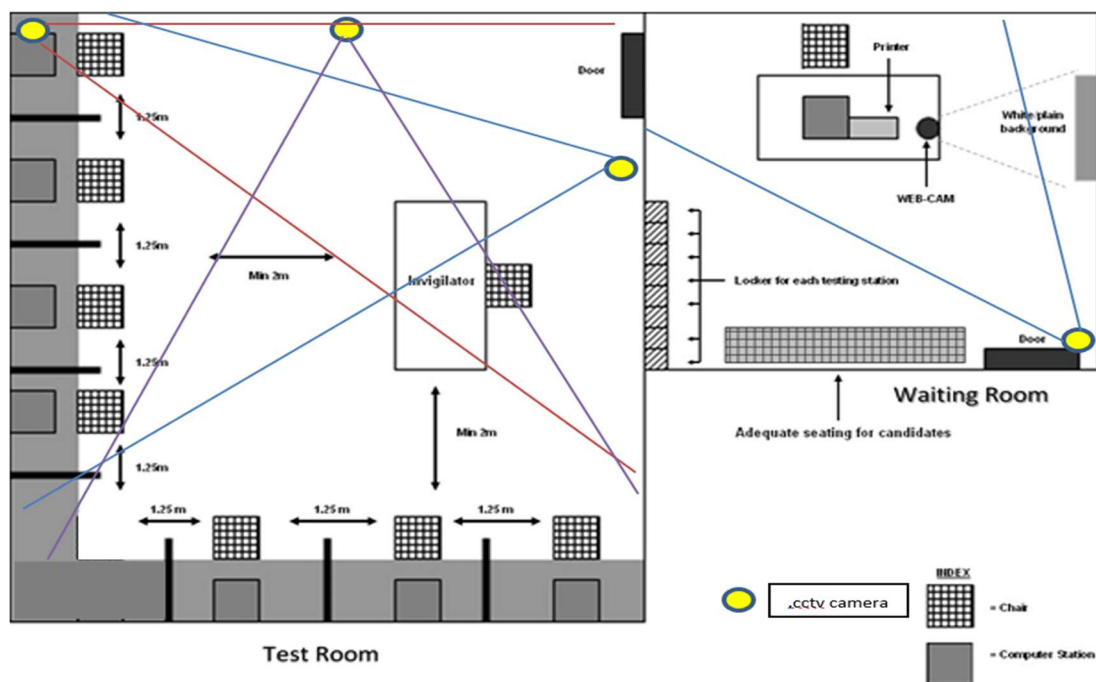 Door
1.25m
1.25m
Min 2m
1.25m
1.25m
Invigilator
Min 2m
1.25 m
1.25m
1.25 m
Test Room
Printer
White/plain
background
WEB-CAM
Locker for each testing station
Door
Waiting Room
Adequate seating for candidates
cctv camera
INDEX
= Chair
= Computer Station